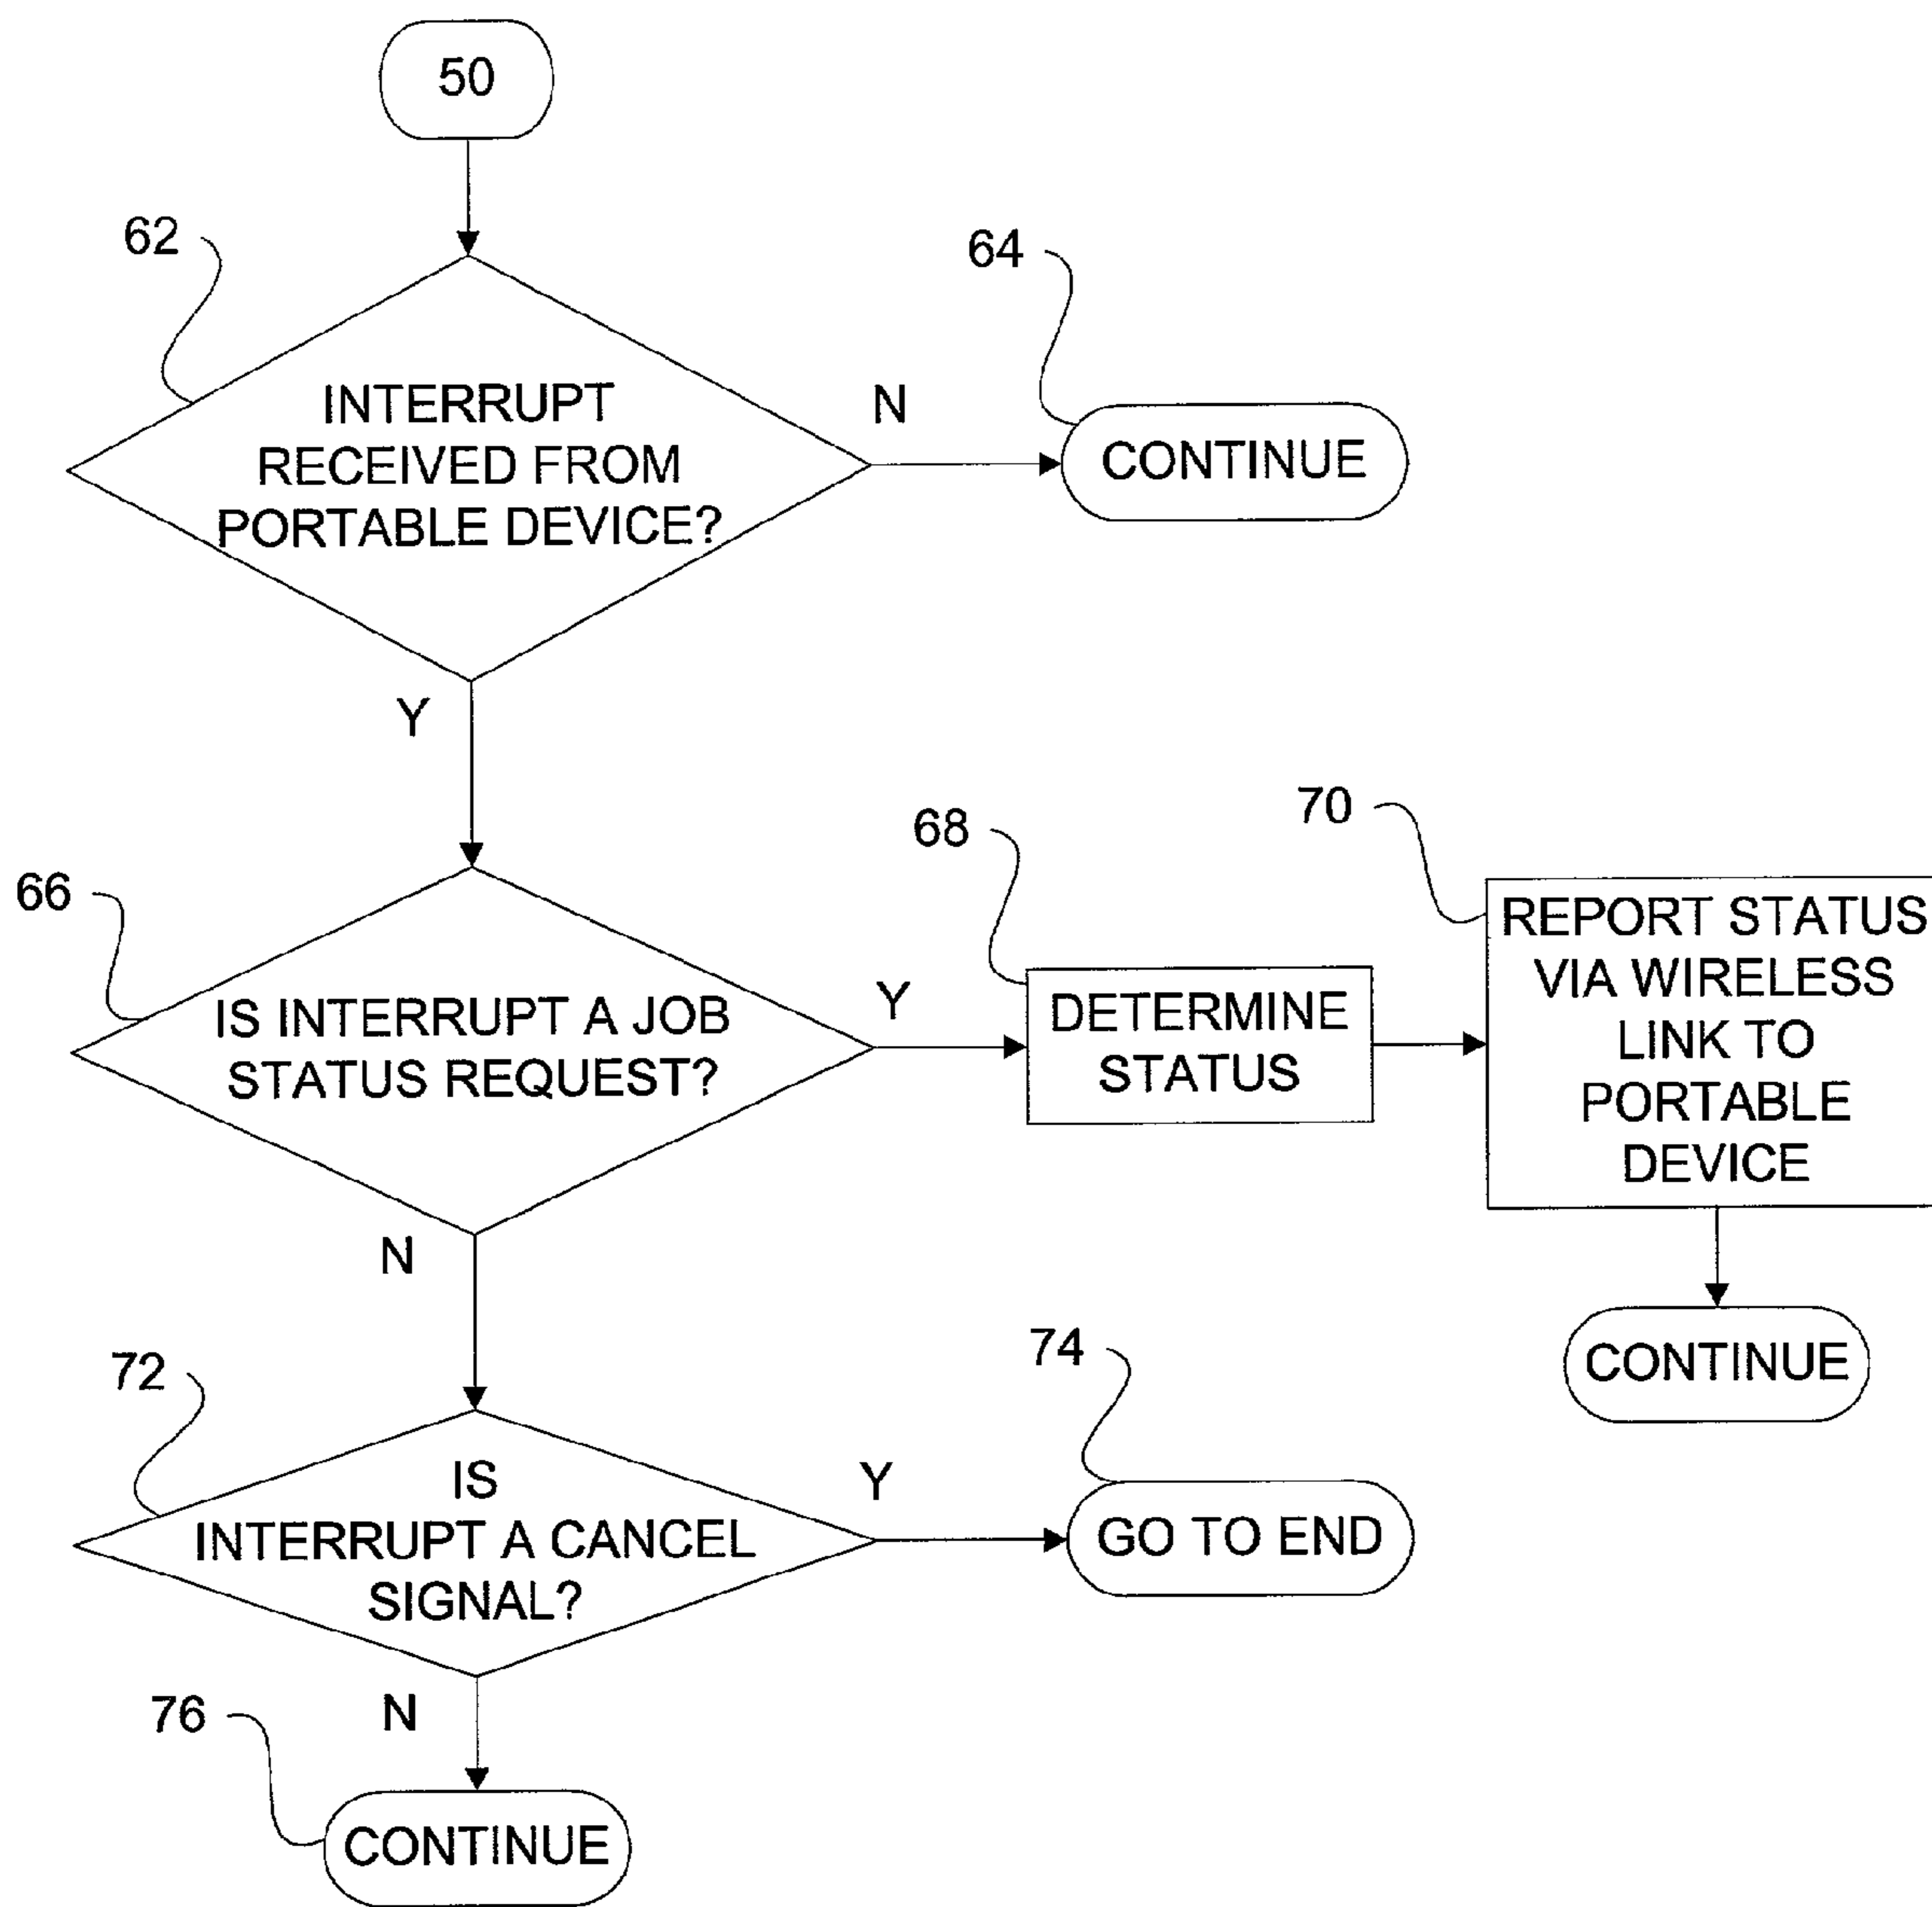 50
62
INTERRUPT
RECEIVED FROM
PORTABLE DEVICE?
N
64
CONTINUE
Y
66
IS INTERRUPT A JOB
STATUS REQUEST?
Y
68
DETERMINE
STATUS
70
REPORT STATUS
VIA WIRELESS
LINK TO
PORTABLE
DEVICE
CONTINUE
N
72
IS
INTERRUPT A CANCEL
SIGNAL?
Y
74
GO TO END
N
76
CONTINUE